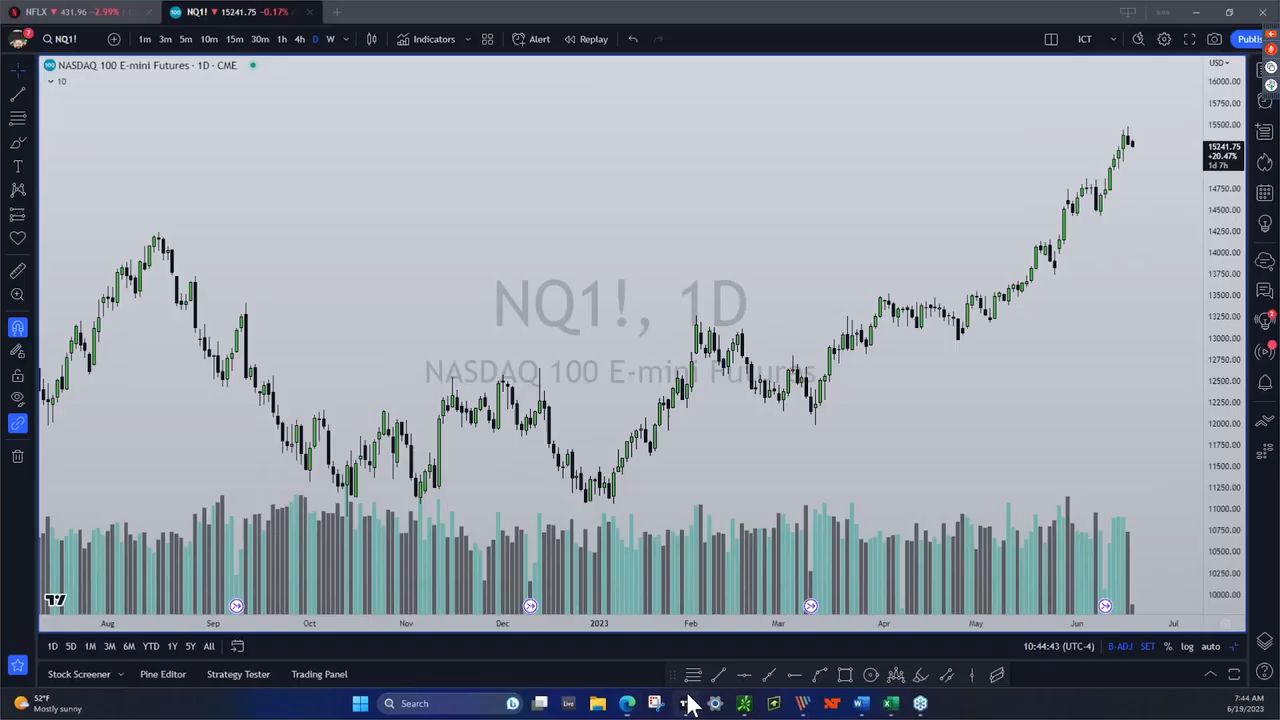 NFLX ▼ 431.96 −2.99%
NQ1! ▼ 15241.75 −0.17%
7
NQ1!
1m 3m 5m 10m 15m 30m 1h 4h D W
Indicators
Alert
Replay
ICT
Publis
NASDAQ 100 E-mini Futures · 1D · CME
10
USD
16000.00
15750.00
15500.00
15241.75
+20.47%
1d 7h
14750.00
14500.00
14250.00
14000.00
13750.00
13500.00
13250.00
13000.00
12750.00
12500.00
12250.00
12000.00
11750.00
11500.00
11250.00
11000.00
10750.00
10500.00
10250.00
10000.00
NQ1!, 1D
NASDAQ 100 E-mini Futures
2
Aug Sep Oct Nov Dec 2023 Feb Mar Apr May Jun Jul
1D 5D 1M 3M 6M YTD 1Y 5Y All
10:44:43 (UTC-4)
B-ADJ SET % log auto
Stock Screener
Pine Editor
Strategy Tester
Trading Panel
52°F
Mostly sunny
Search
Live
7:44 AM
6/19/2023